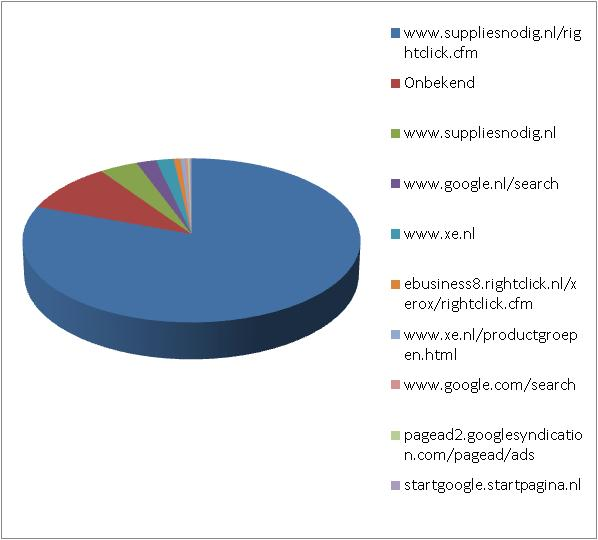 www.suppliesnodig.nl/rig
htclick.cfm
Onbekend
www.suppliesnodig.nl
www.google.nl/search
www.xe.nl
ebusiness8.rightclick.nl/x
erox/rightclick.cfm
www.xe.nl/productgroep
en.html
www.google.com/search
pagead2.googlesyndicatio
n.com/pagead/ads
startgoogle.startpagina.nl